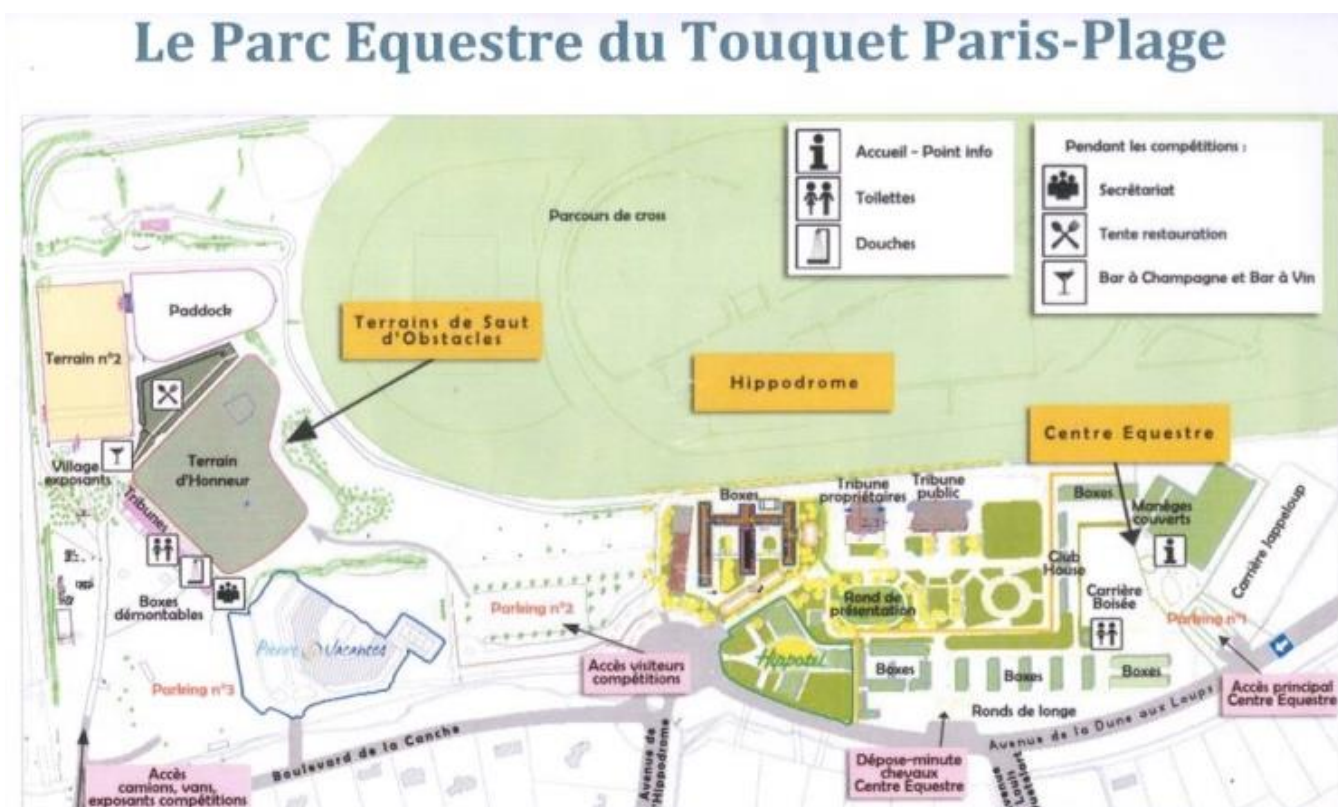 Le Parc Equestre du Touquet Paris-Plage
Accueil - Point info
Toilettes
Douches
Pendant les compétitions :
Secrétariat
Tente restauration
Bar à Champagne et Bar à Vin
Parcours de cross
Paddock
Terrains de Saut
d'Obstacles
Terrain n°2
Hippodrome
Centre Equestre
Village
exposants
Terrain
d'Honneur
Tribunes
Boxes
démontables
Boxes
Tribune
propriétaires
Tribune
public
Boxes
Manèges
couverts
Carrière Jappeloup
Club
House
Carrière
Boisée
Parking n°1
Rond de
présentation
Parking n°2
Pierre Vacances
Accès visiteurs
compétitions
Hippotel
Boxes
Boxes
Boxes
Accès principal
Centre Equestre
Parking n°3
Ronds de longe
Avenue de la Dune aux Loups
Boulevard de la Canche
Avenue de
l'Hippodrome
Dépose-minute
chevaux
Centre Equestre
Accès
camions, vans,
exposants compétitions
Louis